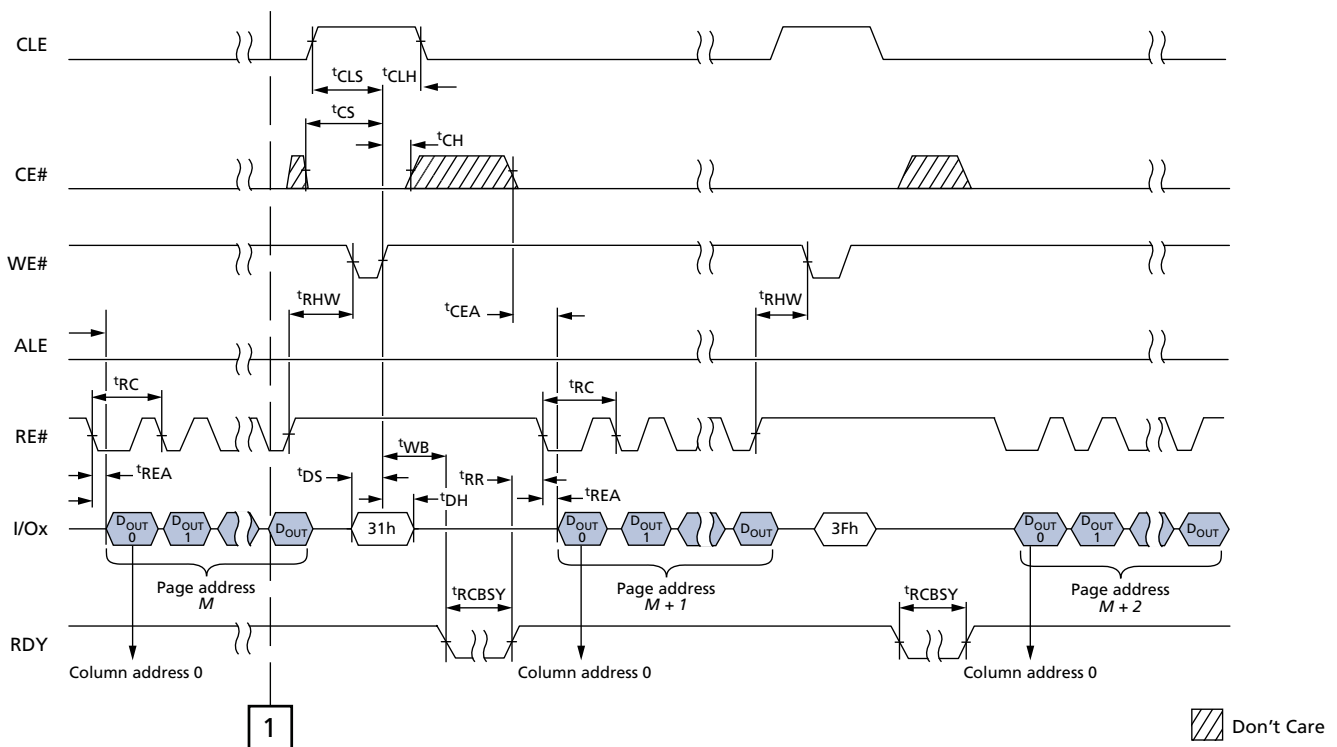 CLE
tCLS
tCLH
tCS
tCH
CE#
WE#
tRHW
tCEA
tRHW
ALE
tRC
tRC
RE#
tWB
tREA
tDS
tRR
tDH
tREA
I/Ox
DOUT
0
DOUT
1
DOUT
31h
DOUT
0
DOUT
1
DOUT
3Fh
DOUT
0
DOUT
1
DOUT
Page address
M
tRCBSY
Page address
M + 1
tRCBSY
Page address
M + 2
RDY
Column address 0
Column address 0
Column address 0
1
Don't Care